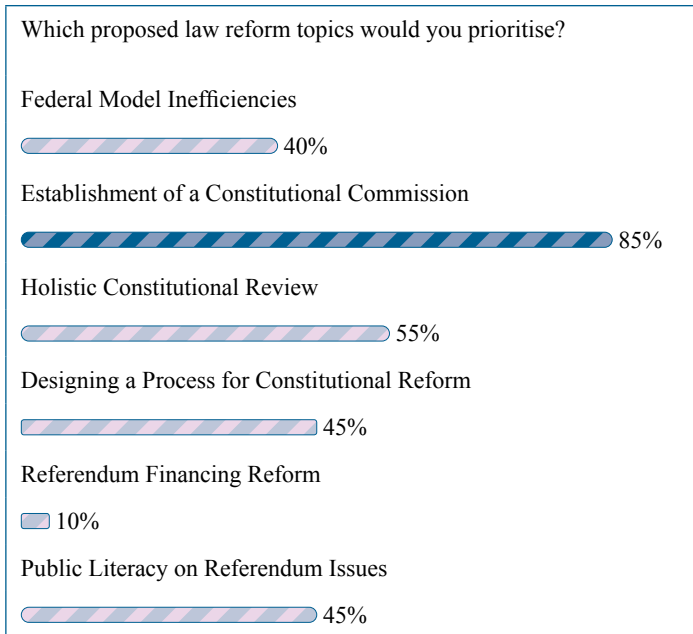 Which proposed law reform topics would you prioritise?
Federal Model Inefficiencies
40%
Establishment of a Constitutional Commission
85%
Holistic Constitutional Review
55%
Designing a Process for Constitutional Reform
45%
Referendum Financing Reform
10%
Public Literacy on Referendum Issues
45%